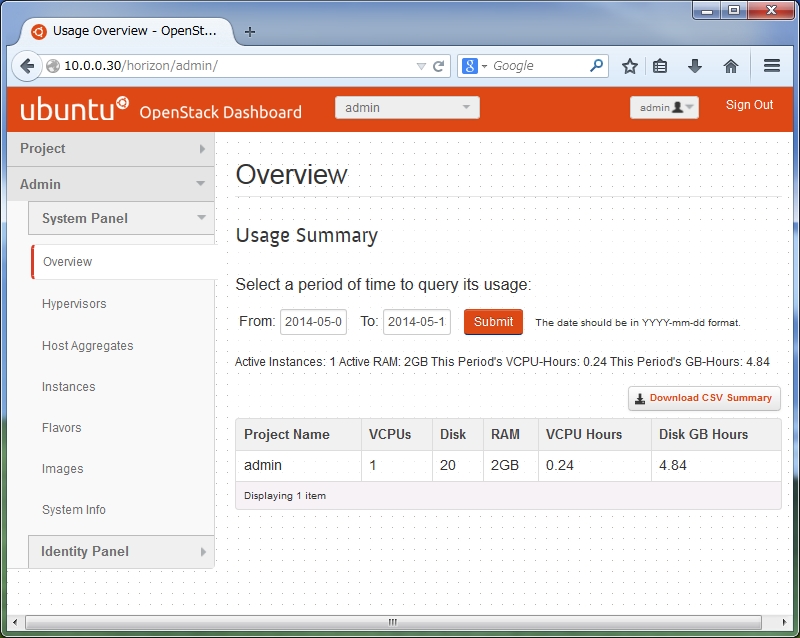 Usage Overview - OpenSt...
10.0.0.30/horizon/admin/
8 Google
ubuntu OpenStack Dashboard
admin
admin
Sign Out
Project
Admin
System Panel
Overview
Hypervisors
Host Aggregates
Instances
Flavors
Images
System Info
Identity Panel
Overview
Usage Summary
Select a period of time to query its usage:
From: 2014-05-0 To: 2014-05-1 Submit The date should be in YYYY-mm-dd format.
Active Instances: 1 Active RAM: 2GB This Period's VCPU-Hours: 0.24 This Period's GB-Hours: 4.84
Download CSV Summary
Project Name VCPUs Disk RAM VCPU Hours Disk GB Hours
admin 1 20 2GB 0.24 4.84
Displaying 1 item